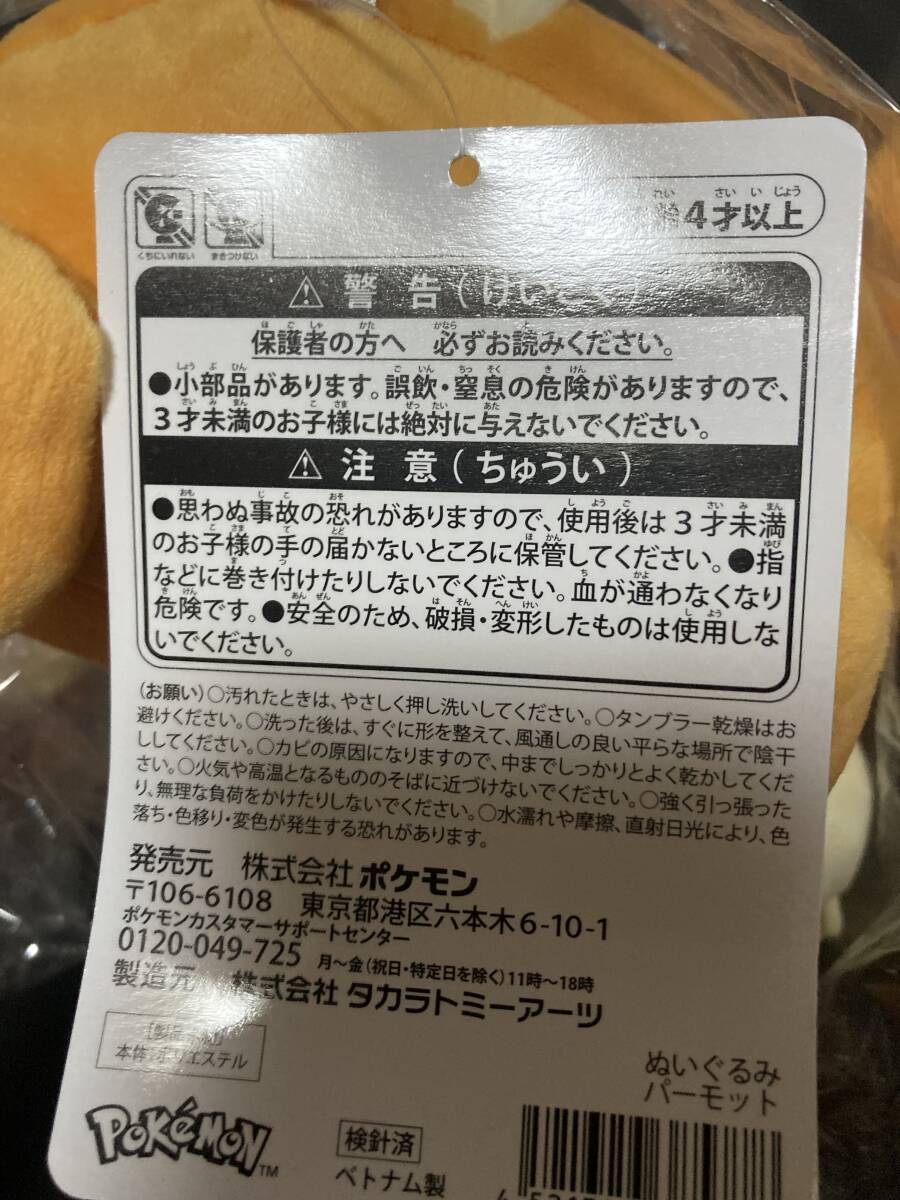 4才以上
くちにいれない まきつけない
警告(けいこく)
保護者の方へ 必ずお読みください。
●小部品があります。誤飲・窒息の危険がありますので、
3才未満のお子様には絶対に与えないでください。
注意(ちゅうい)
●思わぬ事故の恐れがありますので、使用後は3才未満
のお子様の手の届かないところに保管してください。●指
などに巻き付けたりしないでください。血が通わなくなり
危険です。●安全のため、破損・変形したものは使用しな
いでください。
(お願い)○汚れたときは、やさしく押し洗いしてください。○タンブラー乾燥はお
避けください。○洗った後は、すぐに形を整えて、風通しの良い平らな場所で陰干
ししてください。○カビの原因になりますので、中までしっかりとよく乾かしてくだ
さい。○火気や高温となるもののそばに近づけないでください。○強く引っ張った
り、無理な負荷をかけたりしないでください。○水濡れや摩擦、直射日光により、色
落ち・色移り・変色が発生する恐れがあります。
発売元 株式会社ポケモン
〒106-6108 東京都港区六本木6-10-1
ポケモンカスタマーサポートセンター
0120-049-725 月～金(祝日・特定日を除く)11時～18時
製造元 株式会社タカラトミーアーツ
本体:ポリエステル
ぬいぐるみ
パーモット
POKéMON™
検針済
ベトナム製